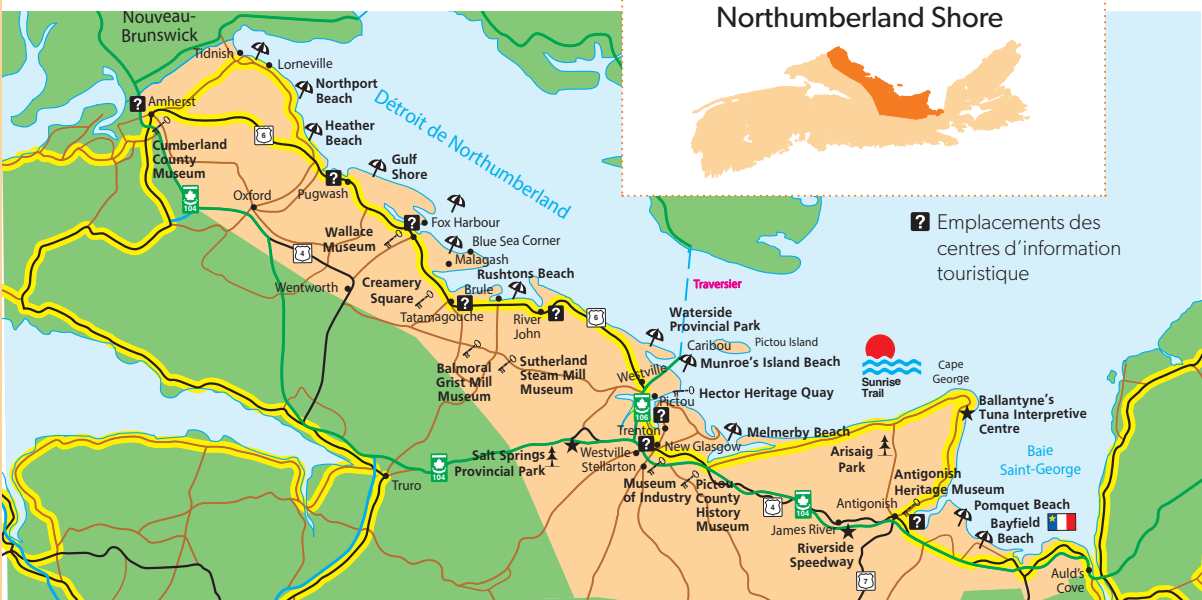 Nouveau-
Brunswick
Northumberland Shore
Tidnish
Lorneville
Northport
Beach
Amherst
Détroit de Northumberland
Heather
Beach
6
Cumberland
County
Museum
Gulf
Shore
104
Oxford
Pugwash
? Emplacements des
centres d'information
touristique
Fox Harbour
Wallace
Museum
Blue Sea Corner
4
Malagash
Rushtons Beach
Wentworth
Creamery
Square
Brule
Traversier
Tatamagouche
River
John
6
Waterside
Provincial Park
Caribou
Pictou Island
Munroe's Island Beach
Balmoral
Grist Mill
Museum
Sutherland
Steam Mill
Museum
Westville
Sunrise
Trail
Cape
George
Hector Heritage Quay
106
Pictou
Ballantyne's
Tuna Interpretive
Centre
Trenton
Melmerby Beach
New Glasgow
Arisaig
Park
Baie
Saint-George
Salt Springs
Provincial Park
104
Westville
Stellarton
Truro
Museum
of Industry
Pictou
County
History
Museum
Antigonish
Heritage Museum
4
104
Antigonish
Pomquet Beach
Bayfield
Beach
James River
Riverside
Speedway
7
Auld's
Cove